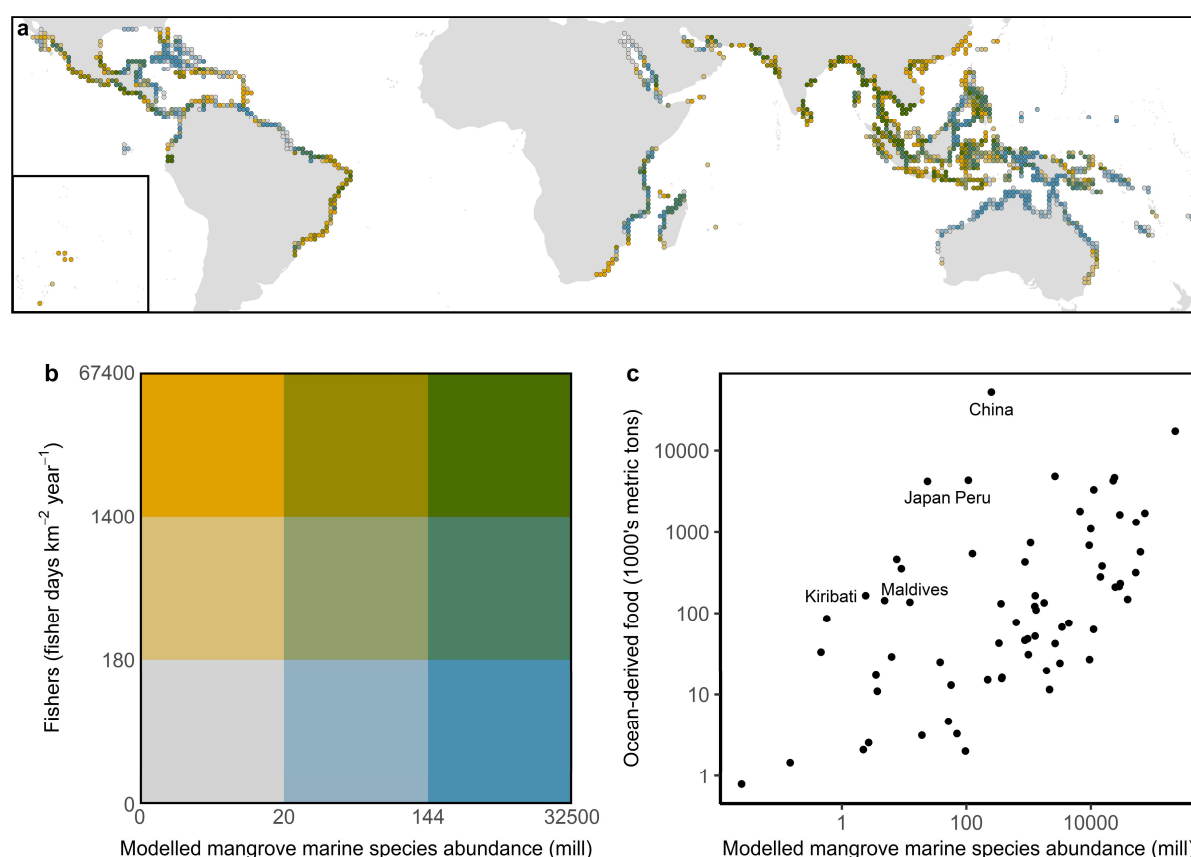 a
b
67400
1400
180
0
0 20 144 32500
Fishers (fisher days km⁻² year⁻¹)
Modelled mangrove marine species abundance (mill)
c
China
Japan Peru
Kiribati Maldives
10000
1000
100
10
1
1 100 10000
Ocean-derived food (1000's metric tons)
Modelled mangrove marine species abundance (mill)